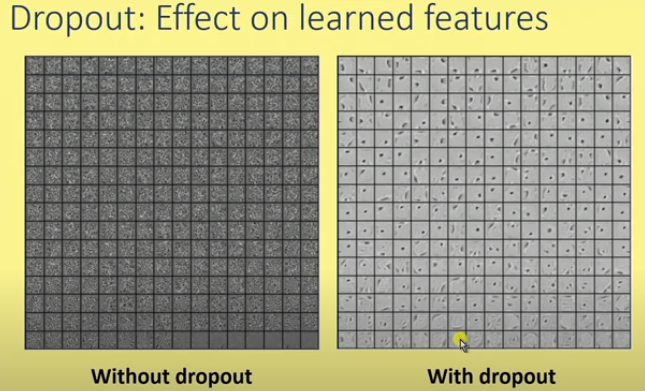 Dropout: Effect on learned features
Without dropout
With dropout